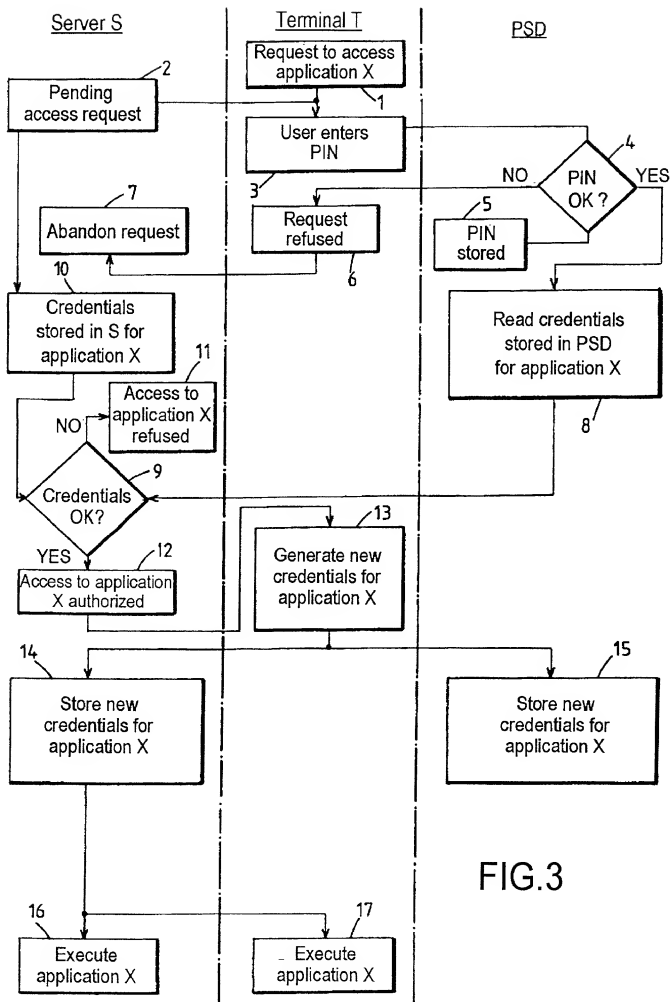 Server S
Terminal T
PSD
Request to access
application X
1
2
Pending
access request
User enters
PIN
3
4
NO
YES
PIN
OK ?
7
Abandon request
Request
refused
6
5
PIN
stored
10
Credentials
stored in S for
application X
Read credentials
stored in PSD
for application X
8
11
Access to
application X
refused
NO
9
Credentials
OK?
YES
12
Access to application
X authorized
13
Generate new
credentials for
application X
14
Store new
credentials for
application X
15
Store new
credentials for
application X
FIG.3
16
Execute
application X
17
Execute
application X